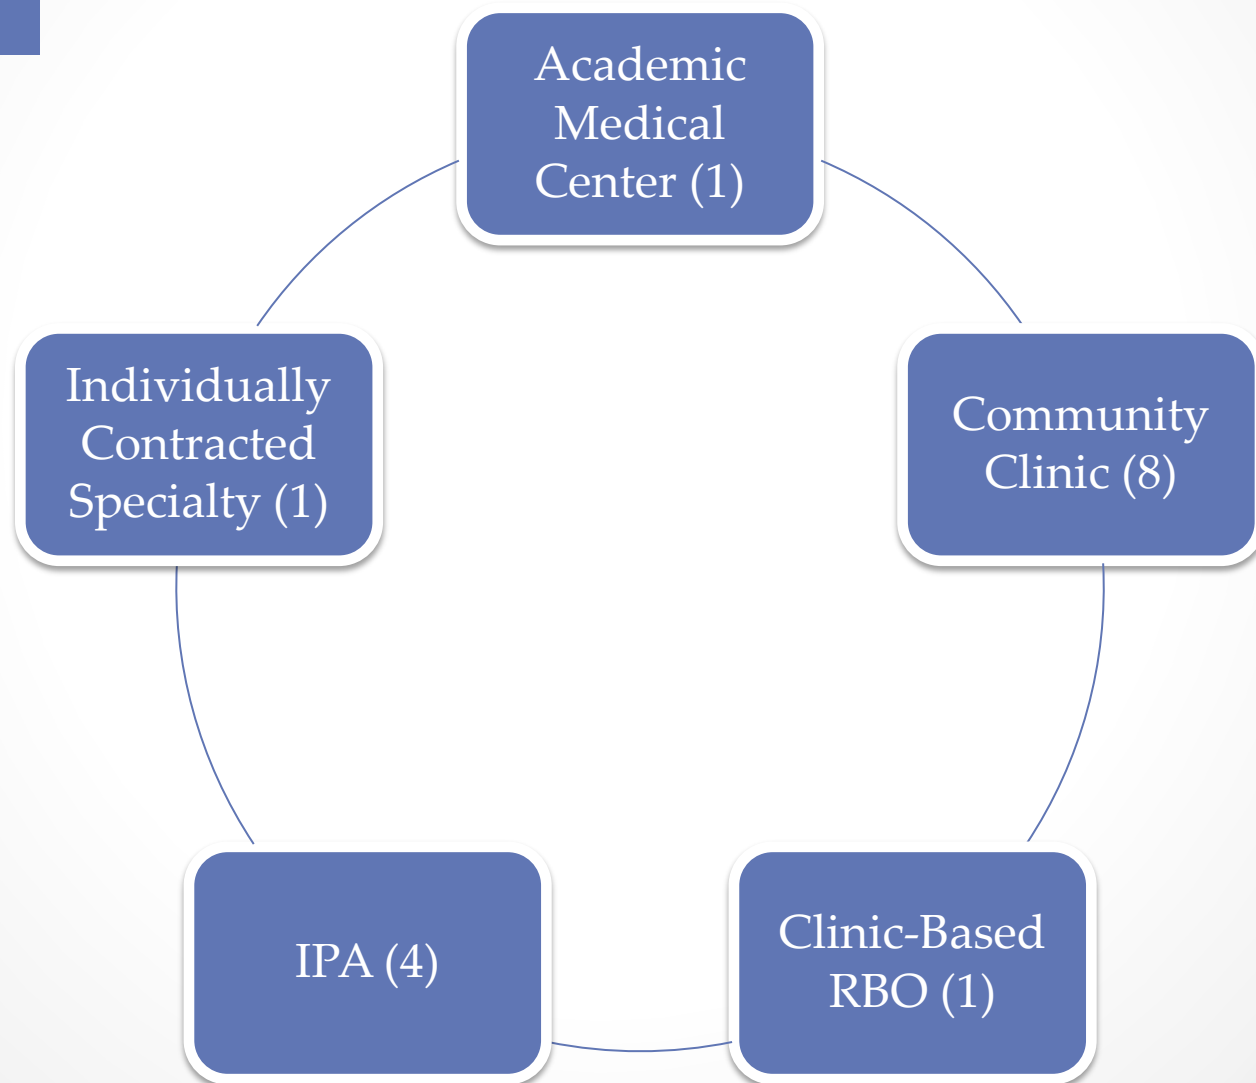 Academic
Medical
Center (1)
Community
Clinic (8)
Clinic-Based
RBO (1)
IPA (4)
Individually
Contracted
Specialty (1)